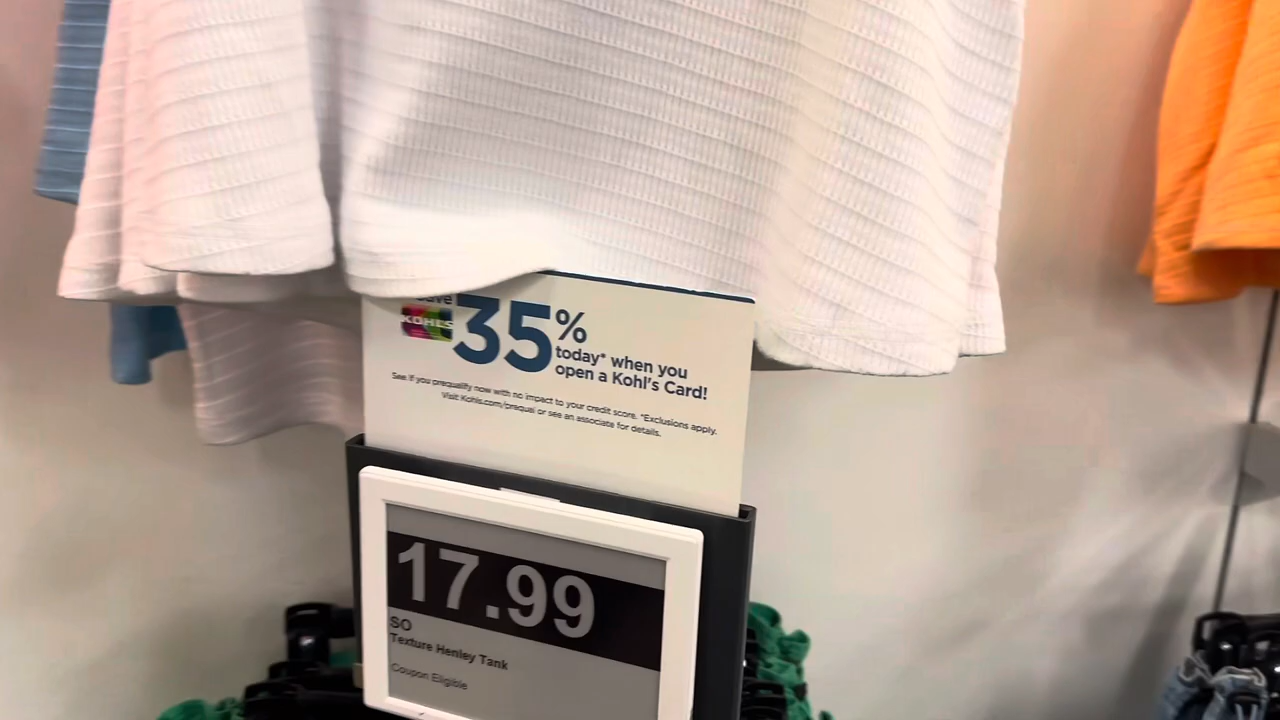 Save
KOHL'S
35%
today* when you
open a Kohl's Card!
See if you prequalify now with no impact to your credit score. *Exclusions apply.
Visit Kohls.com/prequal or see an associate for details.
17.99
SO
Texture Henley Tank
Coupon Eligible